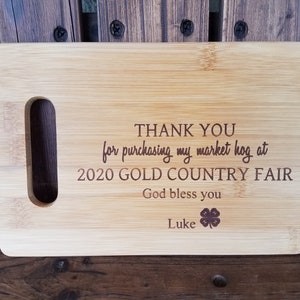 THANK YOU
for purchasing my market hog at
2020 GOLD COUNTRY FAIR
God bless you
Luke